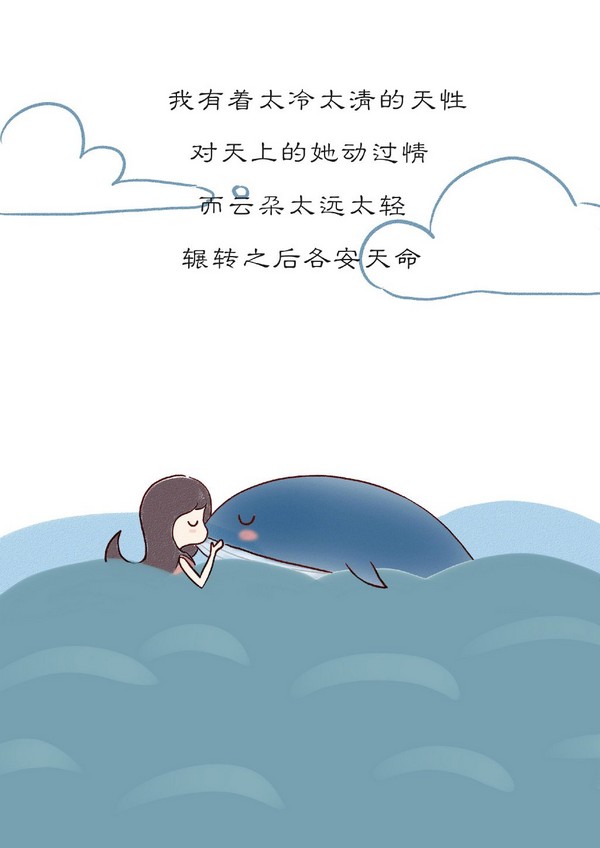 我有着太冷太清的天性
对天上的她动过情
而云朵太远太轻
辗转之后各安天命